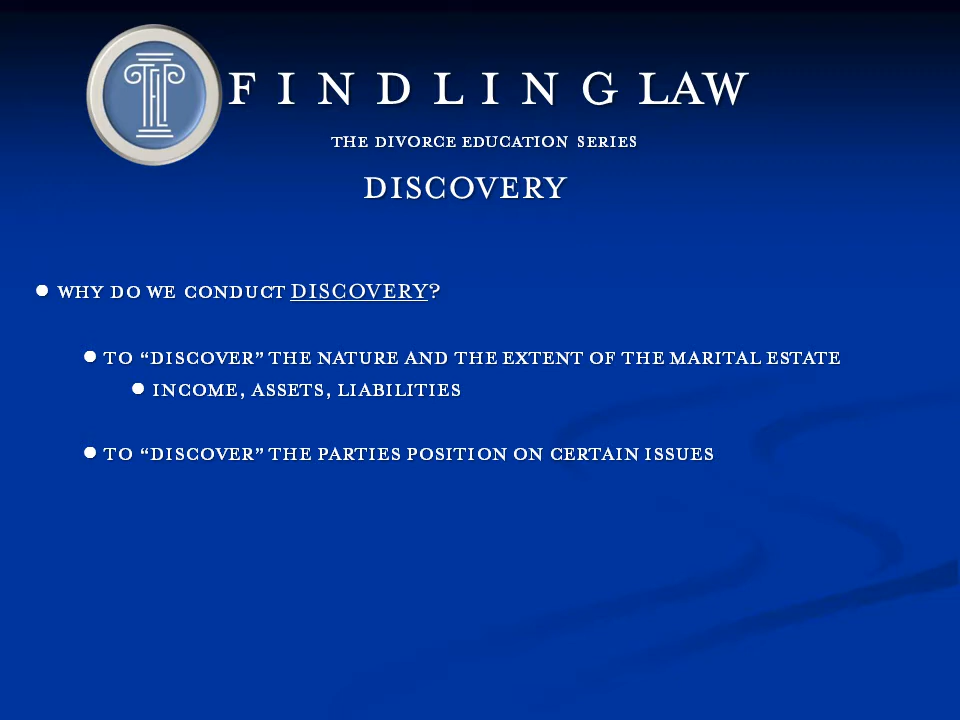 F I N D L I N G LAW
THE DIVORCE EDUCATION SERIES
DISCOVERY
• WHY DO WE CONDUCT DISCOVERY?
• TO “DISCOVER” THE NATURE AND THE EXTENT OF THE MARITAL ESTATE
• INCOME, ASSETS, LIABILITIES
• TO “DISCOVER” THE PARTIES POSITION ON CERTAIN ISSUES